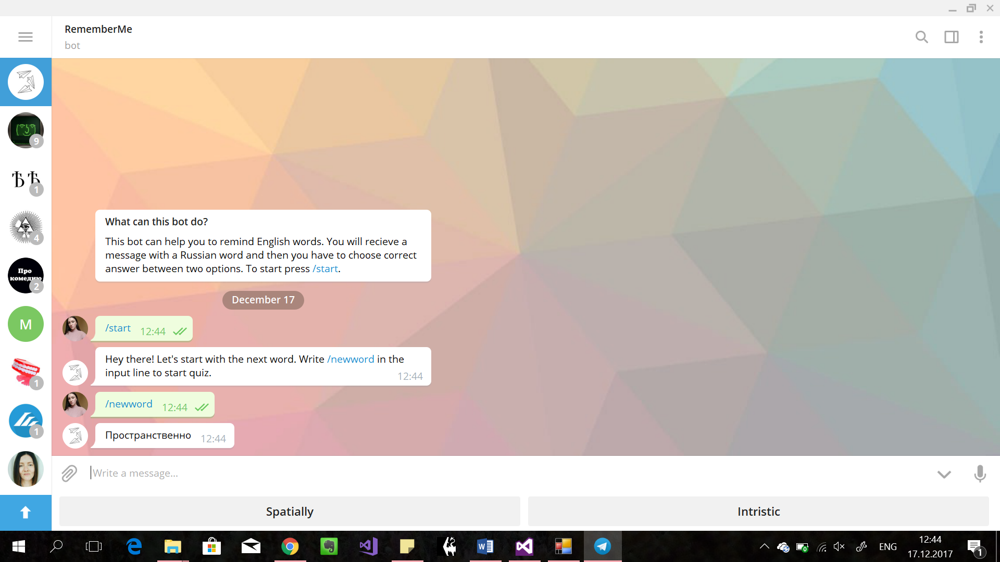 RememberMe
bot
9
ѢѢ
1
4
Про
комедию
2
M
1
1
What can this bot do?
This bot can help you to remind English words. You will recieve a
message with a Russian word and then you have to choose correct
answer between two options. To start press /start.
December 17
/start 12:44
Hey there! Let's start with the next word. Write /newword in the
input line to start quiz.
12:44
/newword 12:44
Пространственно 12:44
Write a message...
Spatially
Intristic
ENG
12:44
17.12.2017
1